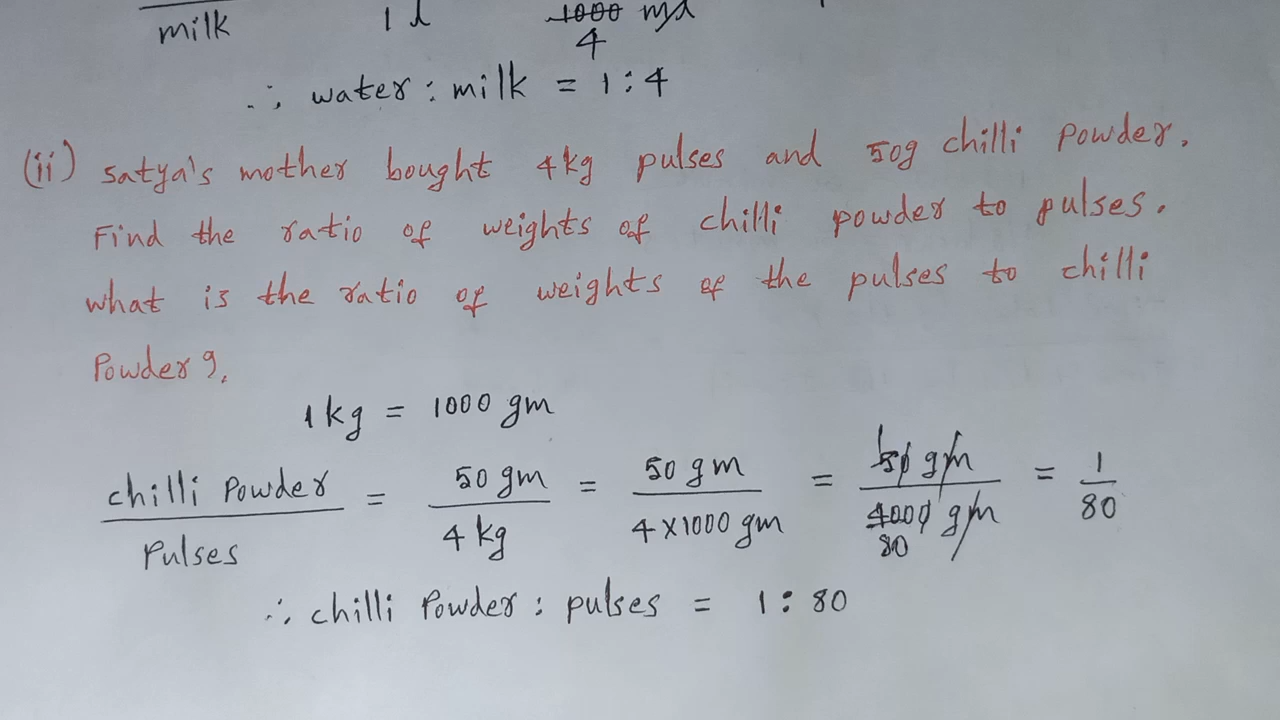 milk 1 l 1000 ml
4
∴ water : milk = 1 : 4
(ii) Satya's mother bought 4kg pulses and 50g chilli Powder.
Find the ratio of weights of chilli powder to pulses.
what is the ratio of weights of the pulses to chilli
Powder?.
1kg = 1000 gm
chilli Powder / Pulses = 50 gm / 4 kg = 50 gm / 4×1000 gm = 50 gm / 4000 gm = 1 / 80
1
80
∴ chilli Powder : pulses = 1 : 80